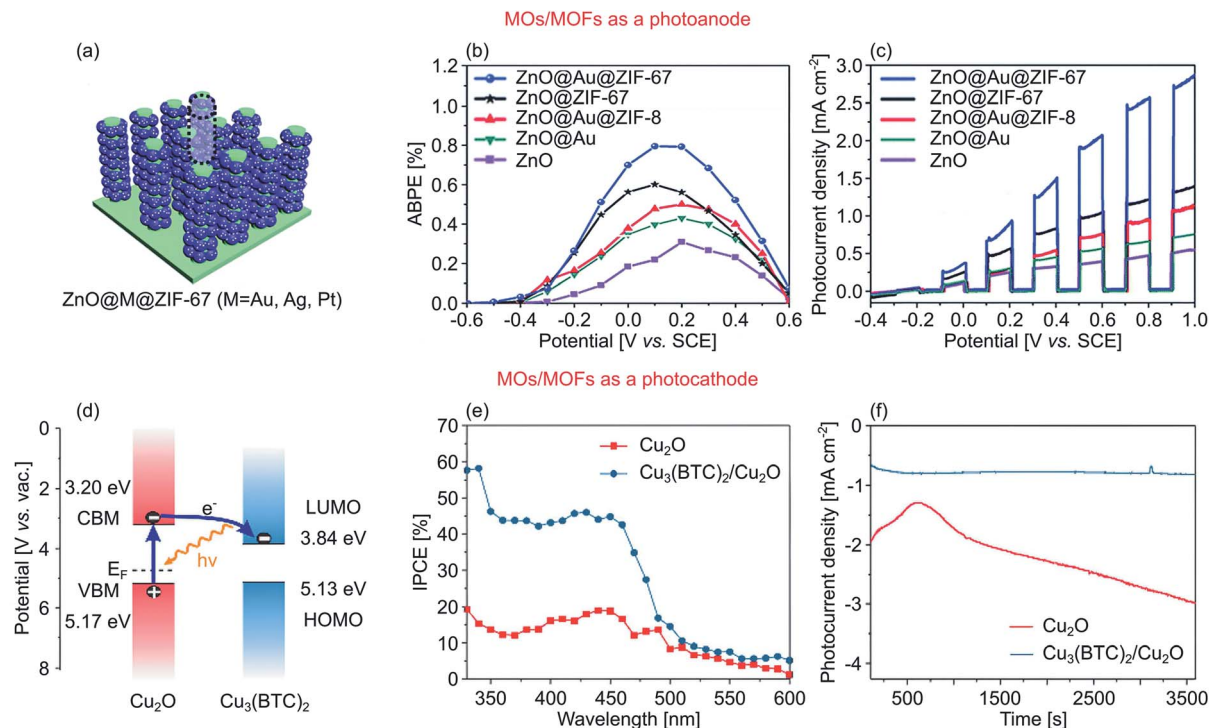 MOs/MOFs as a photoanode
(a)
ZnO@M@ZIF-67 (M=Au, Ag, Pt)
(b)
1.2
1.0
0.8
0.6
0.4
0.2
0.0
ABPE [%]
ZnO@Au@ZIF-67
ZnO@ZIF-67
ZnO@Au@ZIF-8
ZnO@Au
ZnO
-0.6 -0.4 -0.2 0.0 0.2 0.4 0.6
Potential [V vs. SCE]
(c)
3.0
2.5
2.0
1.5
1.0
0.5
0.0
Photocurrent density [mA cm⁻²]
ZnO@Au@ZIF-67
ZnO@ZIF-67
ZnO@Au@ZIF-8
ZnO@Au
ZnO
-0.4 -0.2 0.0 0.2 0.4 0.6 0.8 1.0
Potential [V vs. SCE]
MOs/MOFs as a photocathode
(d)
0
2
4
6
8
Potential [V vs. vac.]
3.20 eV
CBM
E_F
VBM
5.17 eV
e⁻
hν
LUMO
3.84 eV
5.13 eV
HOMO
Cu₂O
Cu₃(BTC)₂
(e)
70
60
50
40
30
20
10
0
IPCE [%]
Cu₂O
Cu₃(BTC)₂/Cu₂O
350 400 450 500 550 600
Wavelength [nm]
(f)
0
-1
-2
-3
-4
Photocurrent density [mA cm⁻²]
Cu₂O
Cu₃(BTC)₂/Cu₂O
500 1000 1500 2000 2500 3000 3500
Time [s]